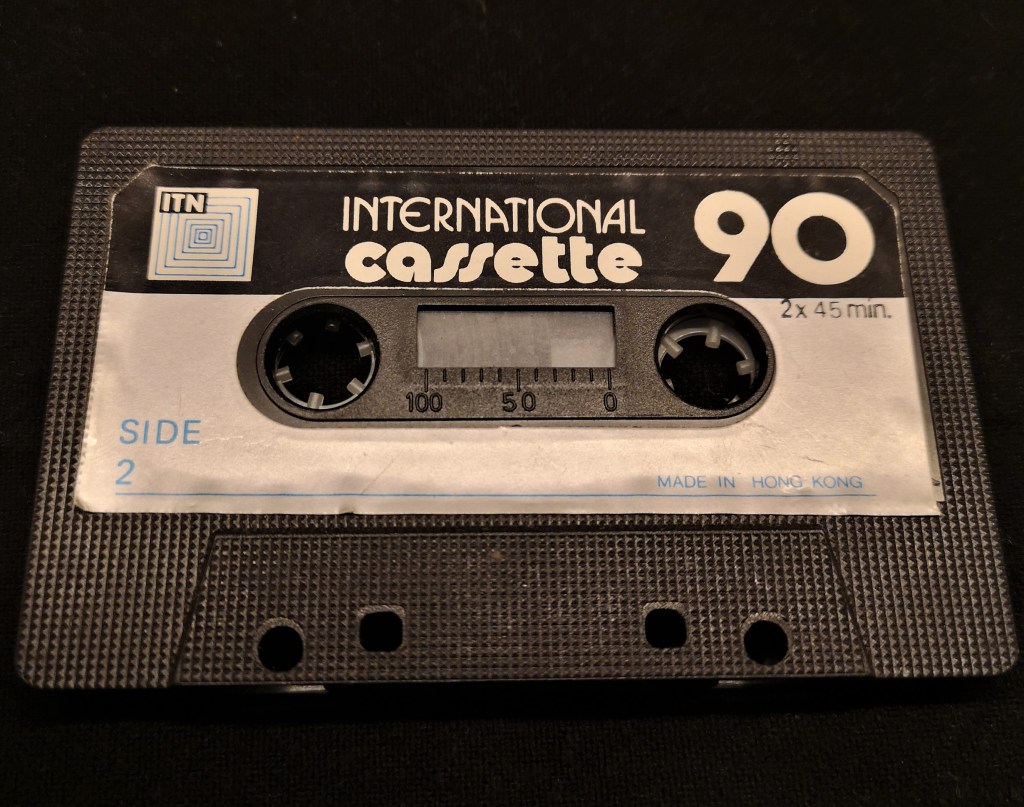 ITN
INTERNATIONAL
cassette
90
2x45 min.
100 50 0
SIDE
2
MADE IN HONG KONG